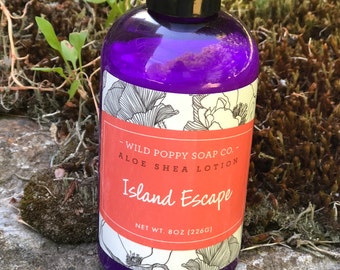 ~ WILD POPPY SOAP CO. ~
ALOE SHEA LOTION
Island Escape
NET WT. 8OZ (226G)